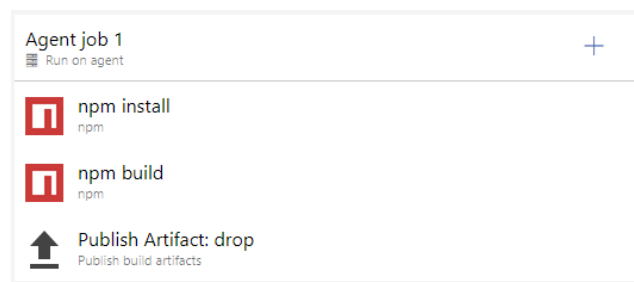 Agent job 1
Run on agent
npm install
npm
npm build
npm
Publish Artifact: drop
Publish build artifacts